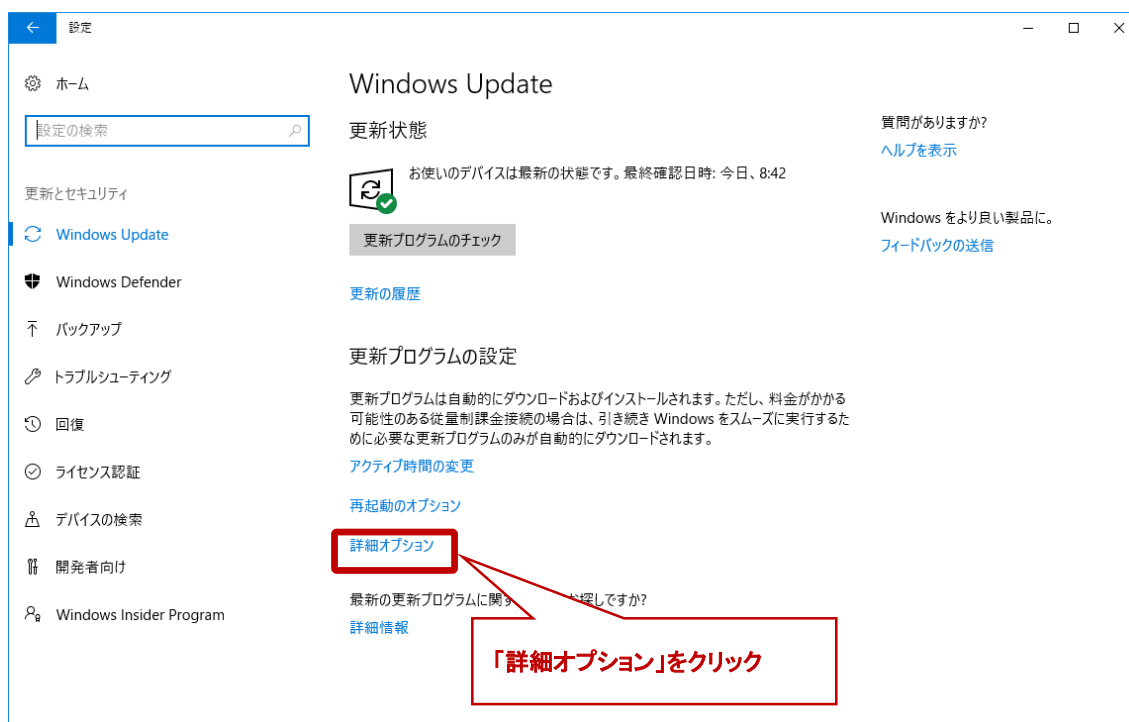 設定
ホーム
設定の検索
更新とセキュリティ
Windows Update
Windows Defender
バックアップ
トラブルシューティング
回復
ライセンス認証
デバイスの検索
開発者向け
Windows Insider Program
Windows Update
更新状態
お使いのデバイスは最新の状態です。最終確認日時: 今日、8:42
更新プログラムのチェック
更新の履歴
更新プログラムの設定
更新プログラムは自動的にダウンロードおよびインストールされます。ただし、料金がかかる
可能性のある従量制課金接続の場合は、引き続き Windows をスムーズに実行するた
めに必要な更新プログラムのみが自動的にダウンロードされます。
アクティブ時間の変更
再起動のオプション
詳細オプション
最新の更新プログラムに関す お探しですか?
詳細情報
「詳細オプション」をクリック
質問がありますか?
ヘルプを表示
Windows をより良い製品に。
フィードバックの送信